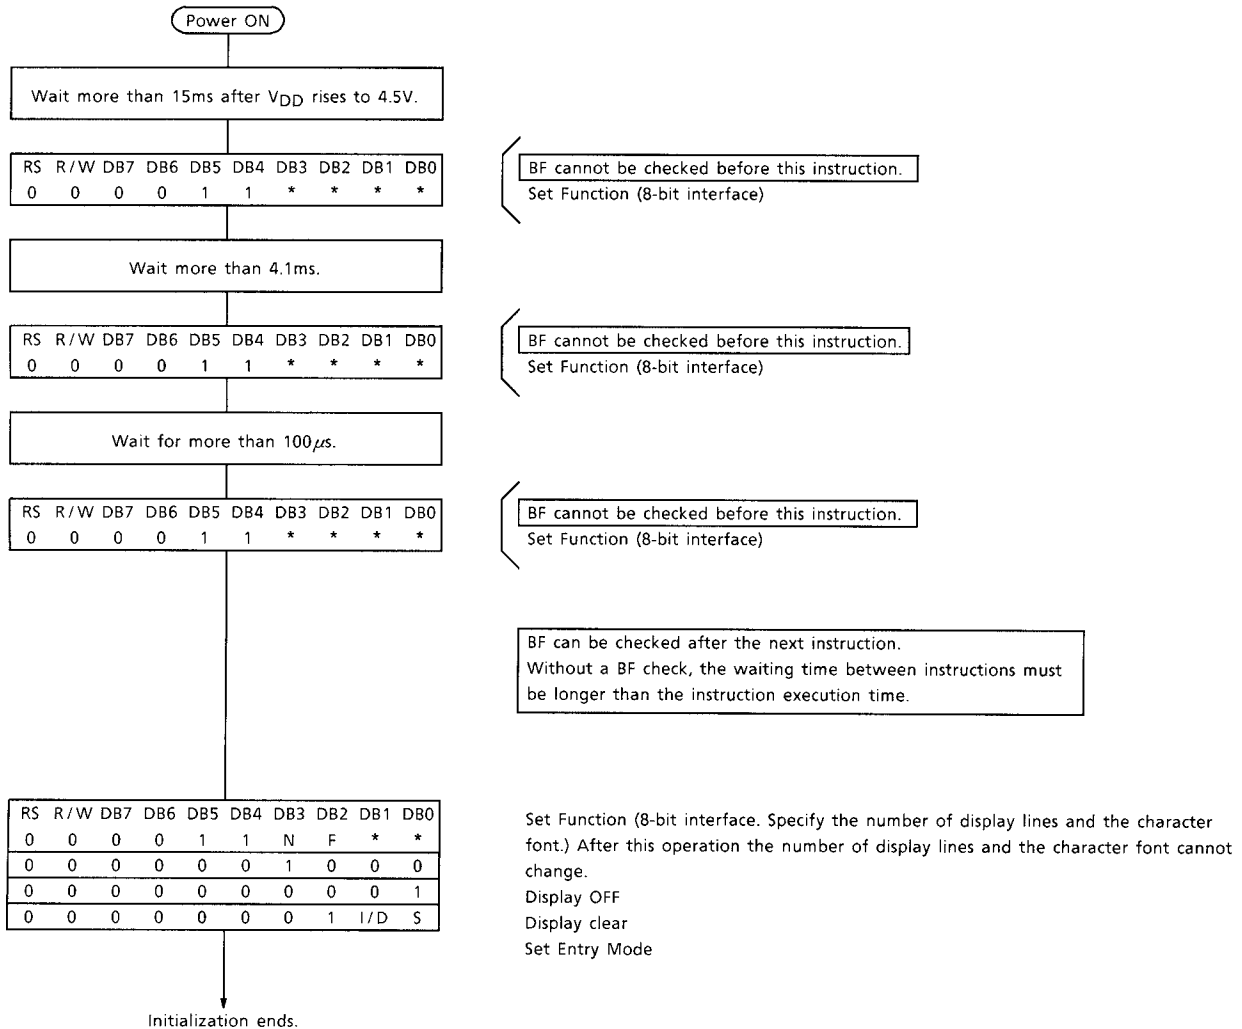 Power ON
Wait more than 15ms after VDD rises to 4.5V.
RS R/W DB7 DB6 DB5 DB4 DB3 DB2 DB1 DB0
0 0 0 0 1 1 * * * *
BF cannot be checked before this instruction.
Set Function (8-bit interface)
Wait more than 4.1ms.
RS R/W DB7 DB6 DB5 DB4 DB3 DB2 DB1 DB0
0 0 0 0 1 1 * * * *
BF cannot be checked before this instruction.
Set Function (8-bit interface)
Wait for more than 100μs.
RS R/W DB7 DB6 DB5 DB4 DB3 DB2 DB1 DB0
0 0 0 0 1 1 * * * *
BF cannot be checked before this instruction.
Set Function (8-bit interface)
BF can be checked after the next instruction.
Without a BF check, the waiting time between instructions must
be longer than the instruction execution time.
RS R/W DB7 DB6 DB5 DB4 DB3 DB2 DB1 DB0
0 0 0 0 1 1 N F * *
0 0 0 0 0 0 1 0 0 0
0 0 0 0 0 0 0 0 0 1
0 0 0 0 0 0 0 1 I/D S
Set Function (8-bit interface. Specify the number of display lines and the character
font.) After this operation the number of display lines and the character font cannot
change.
Display OFF
Display clear
Set Entry Mode
Initialization ends.